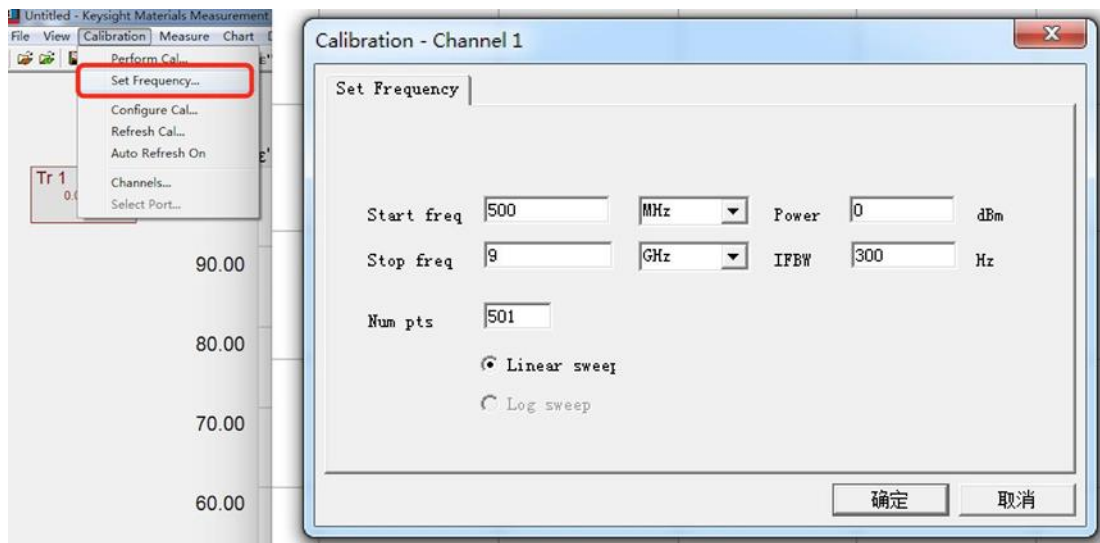 Untitled - Keysight Materials Measurement
File View Calibration Measure Chart
Perform Cal...
Set Frequency...
Configure Cal...
Refresh Cal...
Auto Refresh On
Channels...
Select Port...
Tr 1
90.00
80.00
70.00
60.00
Calibration - Channel 1
Set Frequency
Start freq 500 MHz Power 0 dBm
Stop freq 9 GHz IFBW 300 Hz
Num pts 501
Linear sweep
Log sweep
确定 取消